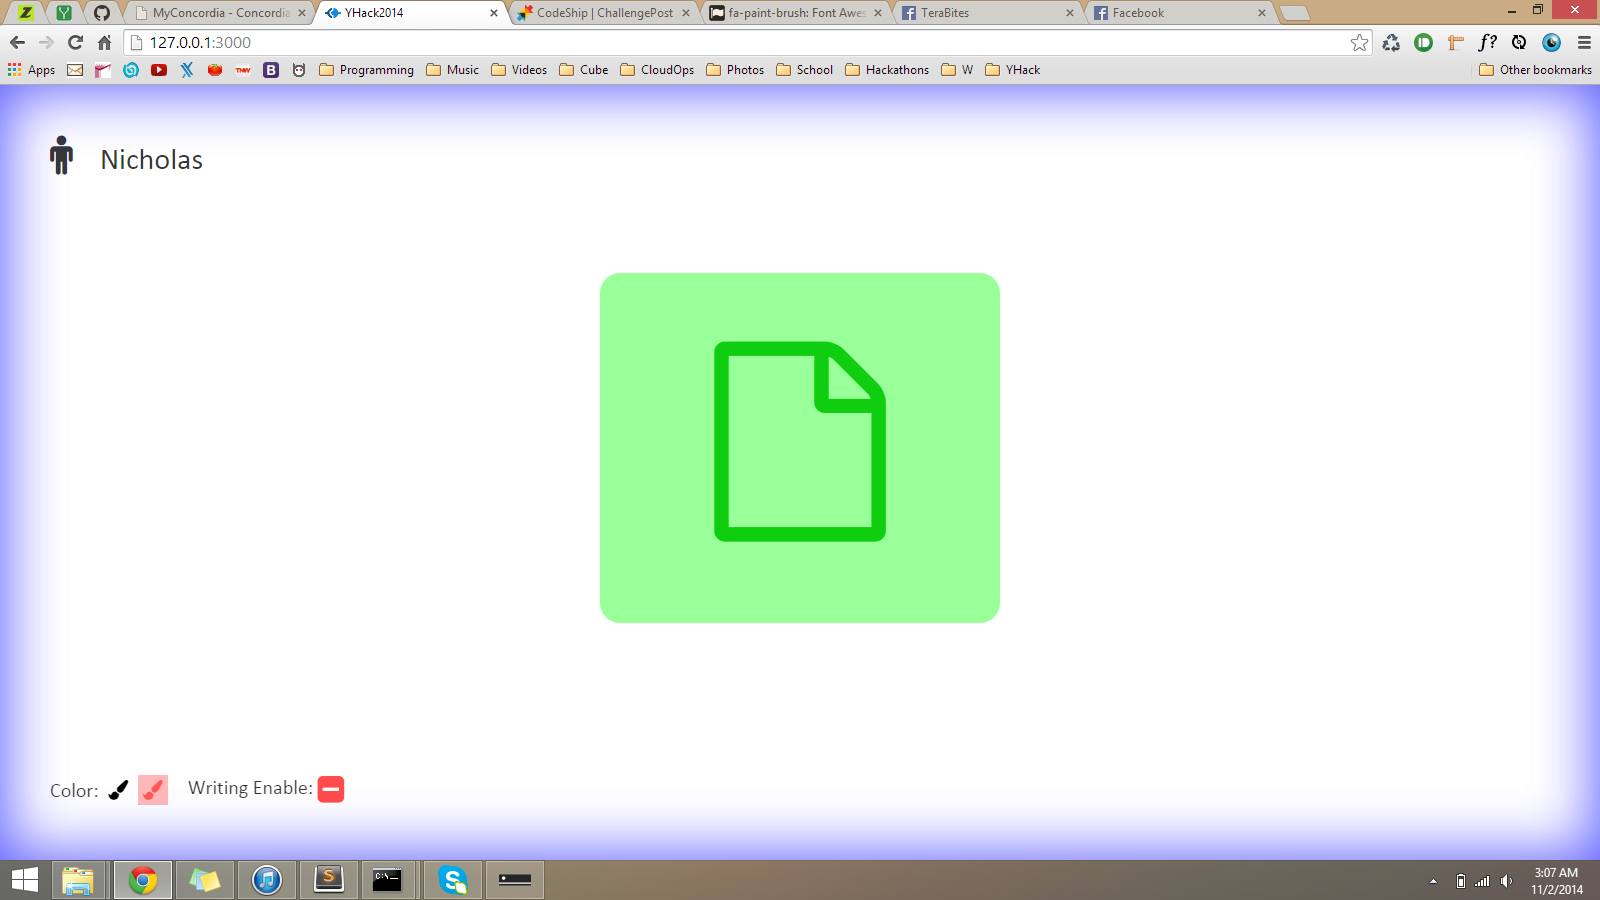 MyConcordia - Concordia
YHack2014
CodeShip | ChallengePost
fa-paint-brush: Font Awes
TeraBites
Facebook
127.0.0.1:3000
f?
Apps
TNW
B
Programming
Music
Videos
Cube
CloudOps
Photos
School
Hackathons
W
YHack
Other bookmarks
Nicholas
Color:
Writing Enable:
3:07 AM
11/2/2014